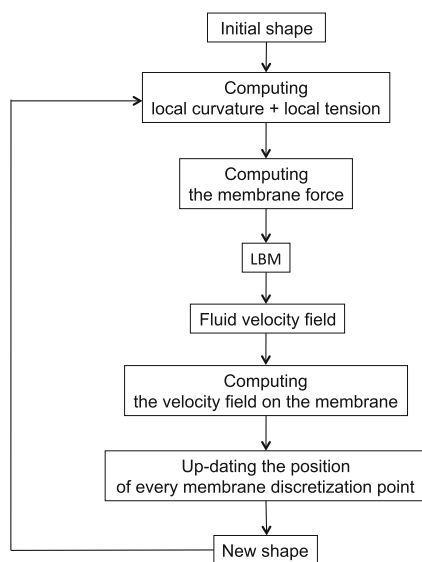 Initial shape
Computing
local curvature + local tension
Computing
the membrane force
LBM
Fluid velocity field
Computing
the velocity field on the membrane
Up-dating the position
of every membrane discretization point
New shape